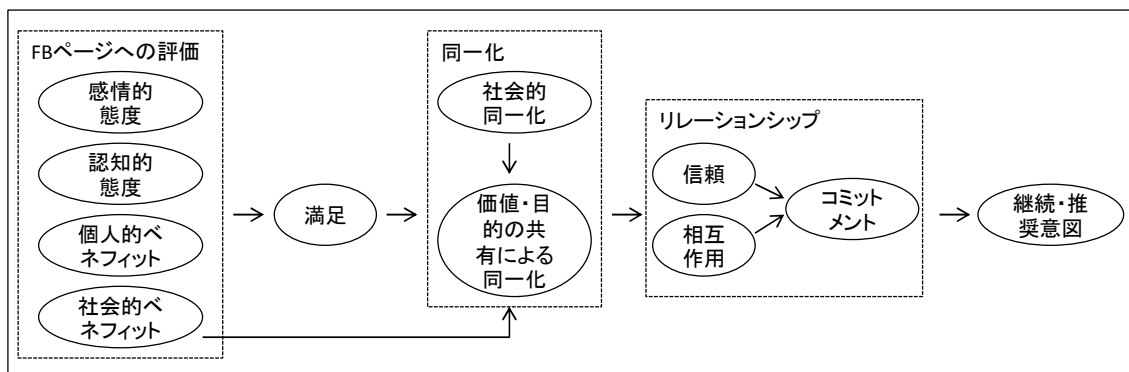 FBページへの評価
感情的
態度
認知的
態度
個人的ベ
ネフィット
社会的ベ
ネフィット
満足
同一化
社会的
同一化
価値・目
的の共
有による
同一化
リレーションシップ
信頼
相互
作用
コミット
メント
継続・推
奨意図